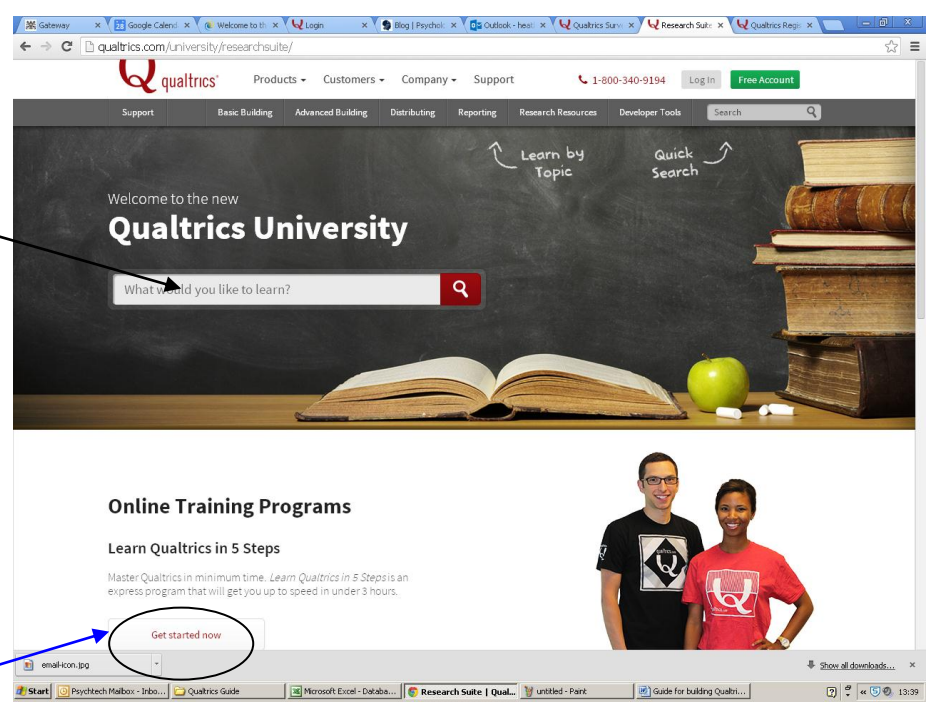 Gateway
Google Calend
Welcome to th
Login
Blog | Psycholo
Outlook - heat
Qualtrics Surv
Research Suite
Qualtrics Regis
qualtrics.com/university/researchsuite/
qualtrics
Products
Customers
Company
Support
1-800-340-9194
Log In
Free Account
Support
Basic Building
Advanced Building
Distributing
Reporting
Research Resources
Developer Tools
Search
Learn by
Topic
Quick
Search
Welcome to the new
Qualtrics University
What would you like to learn?
Online Training Programs
Learn Qualtrics in 5 Steps
Master Qualtrics in minimum time. Learn Qualtrics in 5 Steps is an
express program that will get you up to speed in under 3 hours.
Get started now
email-icon.jpg
Show all downloads...
Start
Psychtech Mailbox - Inbo...
Qualtrics Guide
Microsoft Excel - Databa...
Research Suite | Qual...
untitled - Paint
Guide for building Qualtri...
13:39